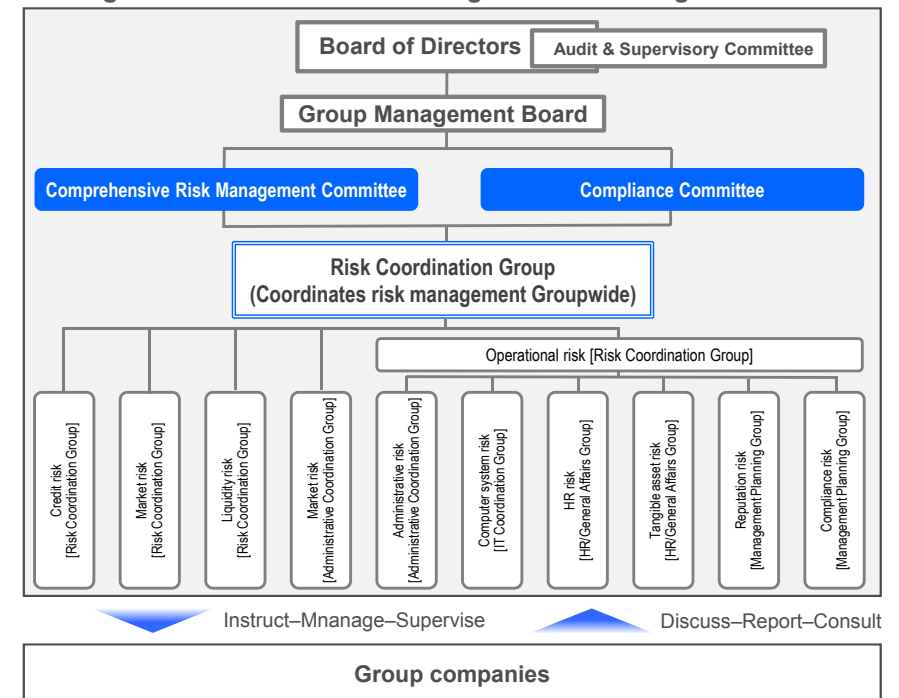 Board of Directors
Audit & Supervisory Committee
Group Management Board
Comprehensive Risk Management Committee
Compliance Committee
Risk Coordination Group
(Coordinates risk management Groupwide)
Operational risk [Risk Coordination Group]
Credit risk
[Risk Coordination Group]
Market risk
[Risk Coordination Group]
Liquidity risk
[Risk Coordination Group]
Market risk
[Administrative Coordination Group]
Administrative risk
[Administrative Coordination Group]
Computer system risk
[IT Coordination Group]
HR risk
[HR/General Affairs Group]
Tangible asset risk
[HR/General Affairs Group]
Reputation risk
[Management Planning Group]
Compliance risk
[Management Planning Group]
Instruct–Mnanage–Supervise
Discuss–Report–Consult
Group companies